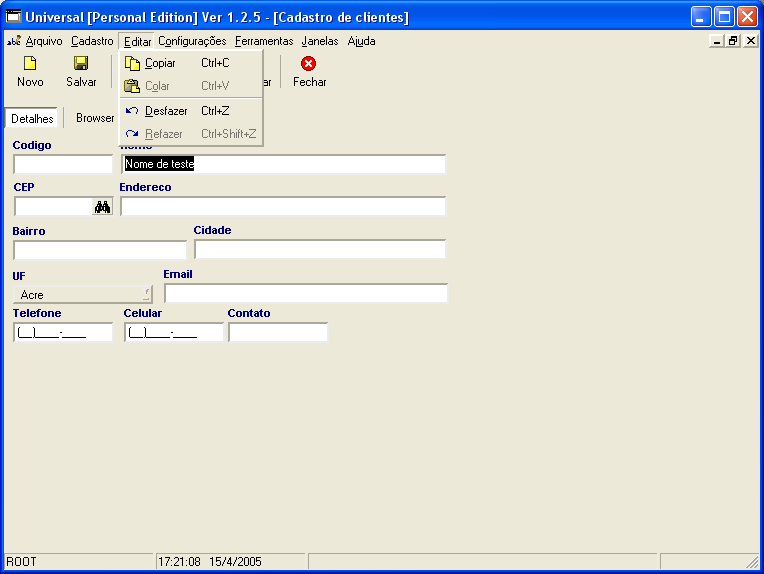 Universal [Personal Edition] Ver 1.2.5 - [Cadastro de clientes]
Arquivo Cadastro Editar Configurações Ferramentas Janelas Ajuda
Novo Salvar Fechar
Copiar Ctrl+C
Colar Ctrl+V
Desfazer Ctrl+Z
Refazer Ctrl+Shift+Z
Detalhes Browser
Codigo
Nome de teste
CEP Endereco
Bairro Cidade
UF Email
Acre
Telefone Celular Contato
(__)____-____ (__)____-____
ROOT 17:21:08 15/4/2005